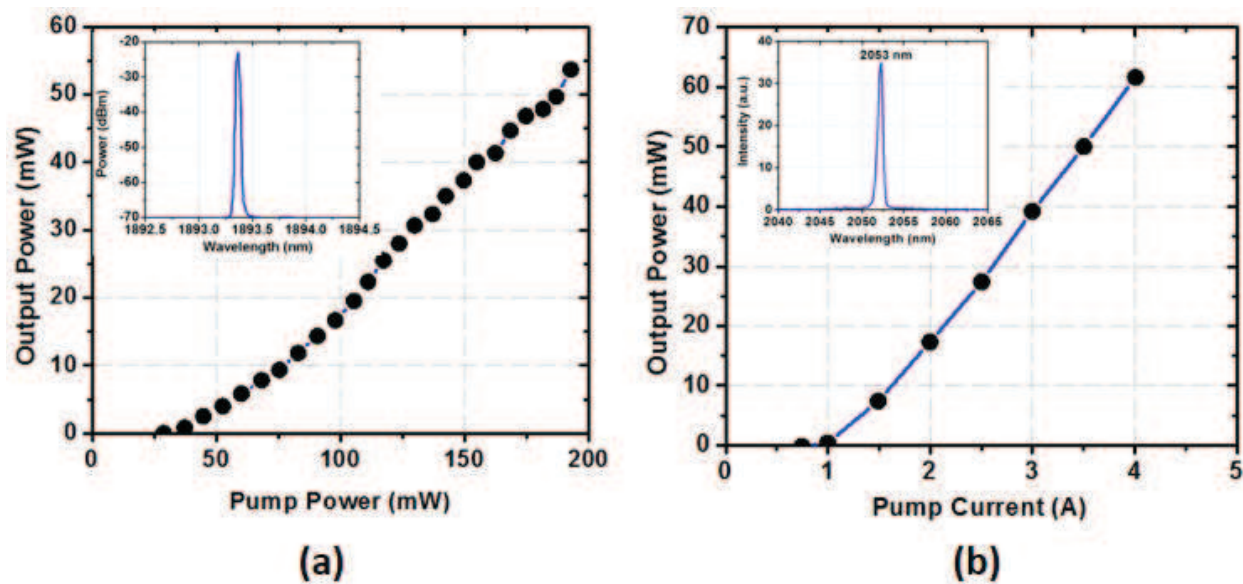 60
50
40
30
20
10
0
Output Power (mW)
0 50 100 150 200
Pump Power (mW)
-20
-30
-40
-50
-60
-70
Power (dBm)
1892.5 1893.0 1893.5 1894.0 1894.5
Wavelength (nm)
(a)
70
60
50
40
30
20
10
0
Output Power (mW)
0 1 2 3 4 5
Pump Current (A)
40
30
20
10
0
Intensity (a.u.)
2053 nm
2040 2045 2050 2055 2060 2065
Wavelength (nm)
(b)